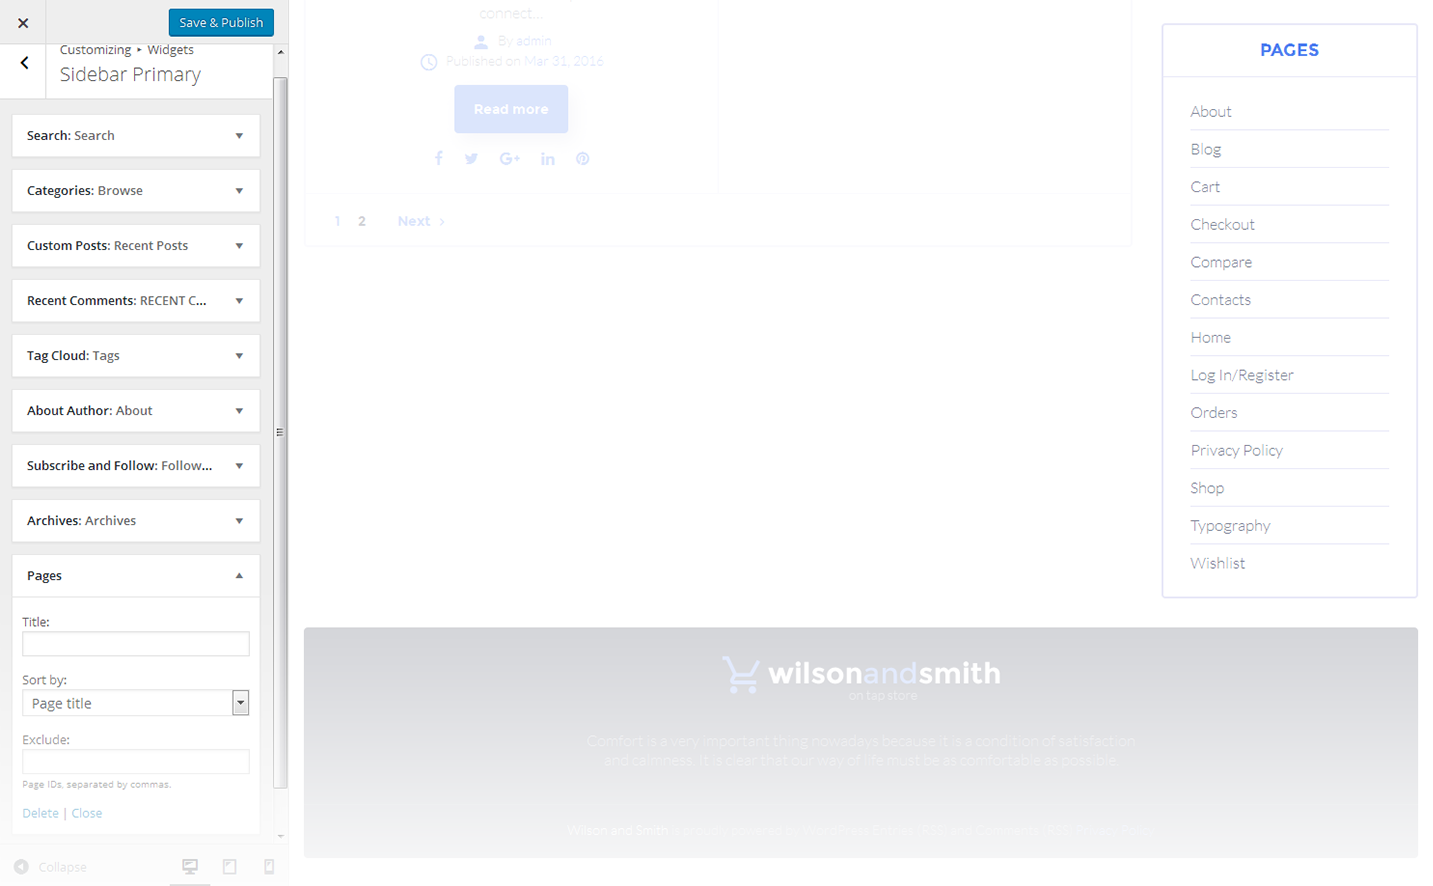 Save & Publish
Customizing ▸ Widgets
Sidebar Primary
Search: Search
Categories: Browse
Custom Posts: Recent Posts
Recent Comments: RECENT C...
Tag Cloud: Tags
About Author: About
Subscribe and Follow: Follow...
Archives: Archives
Pages
Title:
Sort by:
Page title
Exclude:
Page IDs, separated by commas.
Delete | Close
Collapse
connect...
By admin
Published on Mar 31, 2016
Read more
1 2 Next ›
PAGES
About
Blog
Cart
Checkout
Compare
Contacts
Home
Log In/Register
Orders
Privacy Policy
Shop
Typography
Wishlist
wilsonandsmith
on tap store
Comfort is a very important thing nowadays because it is a condition of satisfaction
and calmness. It is clear that our way of life must be as comfortable as possible.
Wilson and Smith